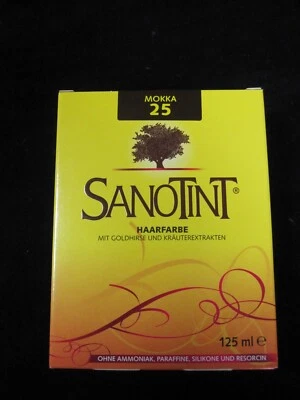 MOKKA
25
SANOTINT®
HAARFARBE
MIT GOLDHIRSE UND KRÄUTEREXTRAKTEN
125 ml ℮
OHNE AMMONIAK, PARAFFINE, SILIKONE UND RESORCIN